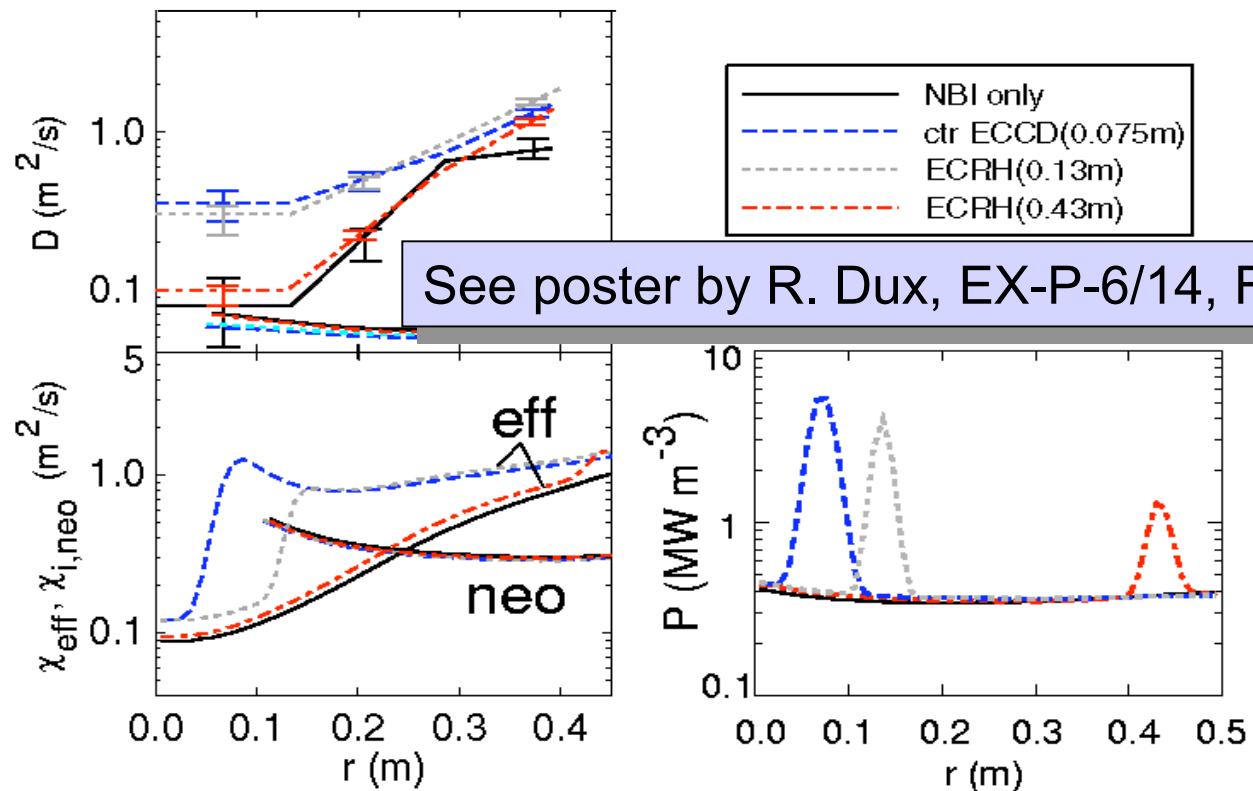 D (m²/s)
1.0
0.1
NBI only
ctr ECCD(0.075m)
ECRH(0.13m)
ECRH(0.43m)
See poster by R. Dux, EX-P-6/14,
χeff, χi,neo (m²/s)
5
1.0
0.1
eff
neo
0.0 0.1 0.2 0.3 0.4
r (m)
P (MW m⁻³)
10
1
0.1
0.0 0.1 0.2 0.3 0.4 0.5
r (m)